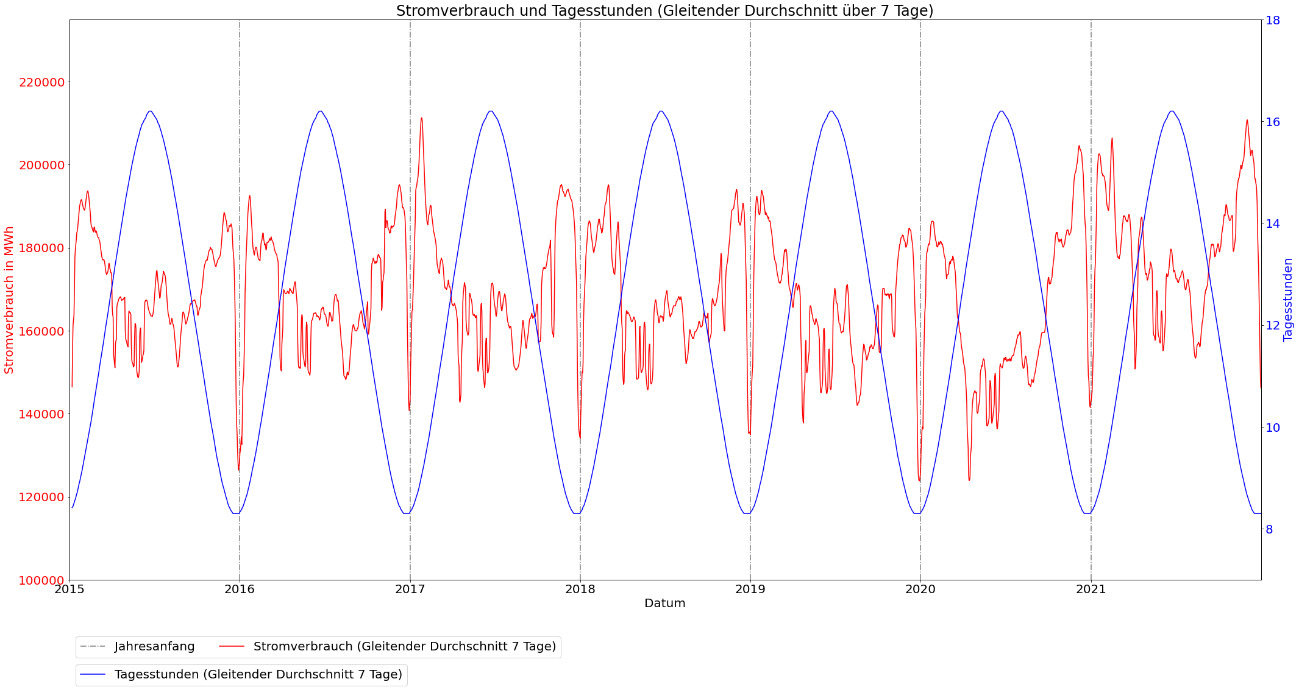 Stromverbrauch und Tagesstunden (Gleitender Durchschnitt über 7 Tage)
18
220000
16
200000
14
180000
Stromverbrauch in MWh
Tagesstunden
160000
12
140000
10
120000
8
100000
2015 2016 2017 2018 2019 2020 2021
Datum
Jahresanfang Stromverbrauch (Gleitender Durchschnitt 7 Tage)
Tagesstunden (Gleitender Durchschnitt 7 Tage)